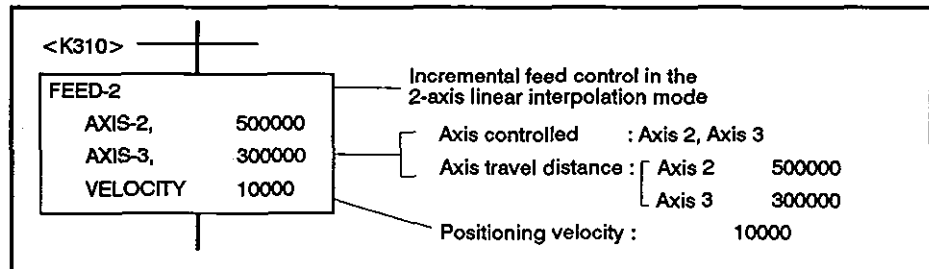 <K310>
FEED-2
AXIS-2, 500000
AXIS-3, 300000
VELOCITY 10000
Incremental feed control in the
2-axis linear interpolation mode
Axis controlled : Axis 2, Axis 3
Axis travel distance : Axis 2 500000
Axis 3 300000
Positioning velocity : 10000